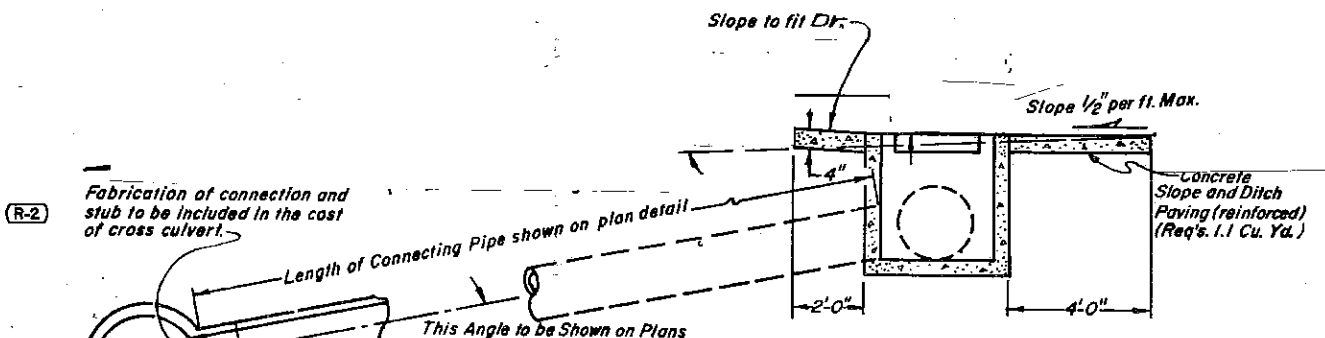 Slope to fit Dr.
Slope 1/2" per ft. Max.
4"
Concrete
Slope and Ditch
Paving (reinforced)
(Req's. 1.1 Cu. Yd.)
R-2
Fabrication of connection and
stub to be included in the cost
of cross culvert.
Length of Connecting Pipe shown on plan detail
2'-0"
4'-0"
This Angle to be Shown on Plans